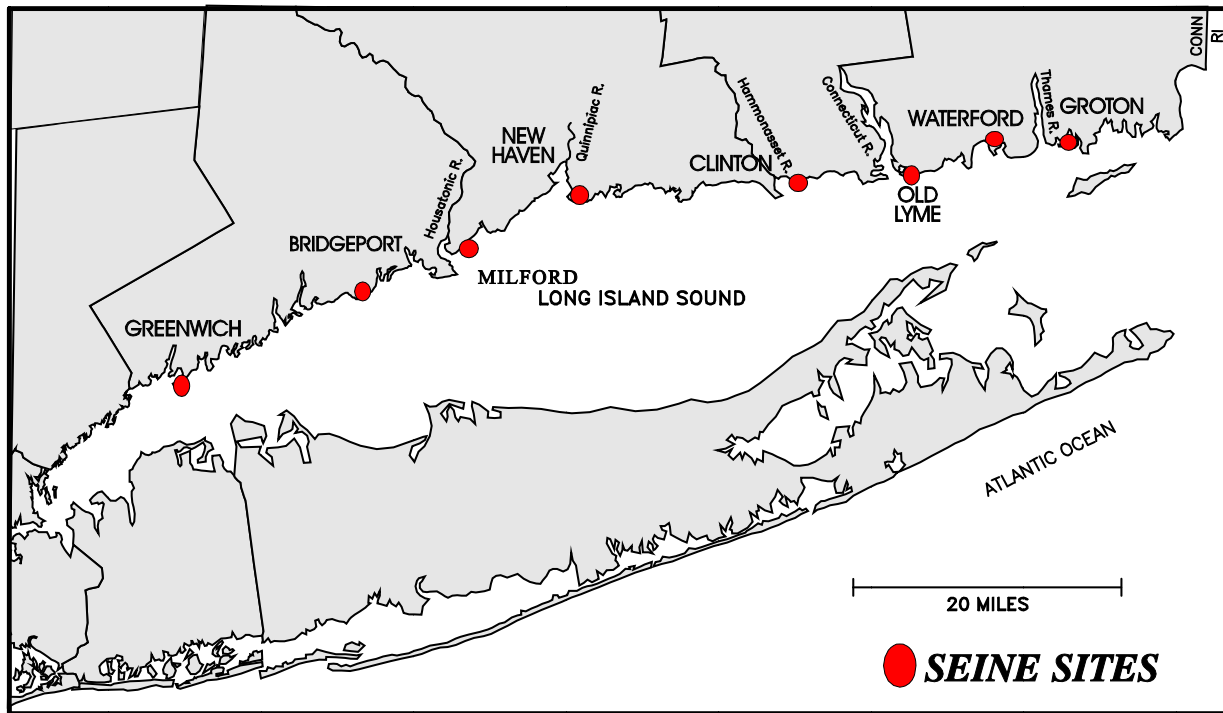 CONN
RI
Thames R.
GROTON
Hammonasset R.
Connecticut R.
WATERFORD
NEW
HAVEN
Quinnipiac R.
CLINTON
OLD
LYME
Housatonic R.
BRIDGEPORT
MILFORD
LONG ISLAND SOUND
GREENWICH
ATLANTIC OCEAN
20 MILES
SEINE SITES